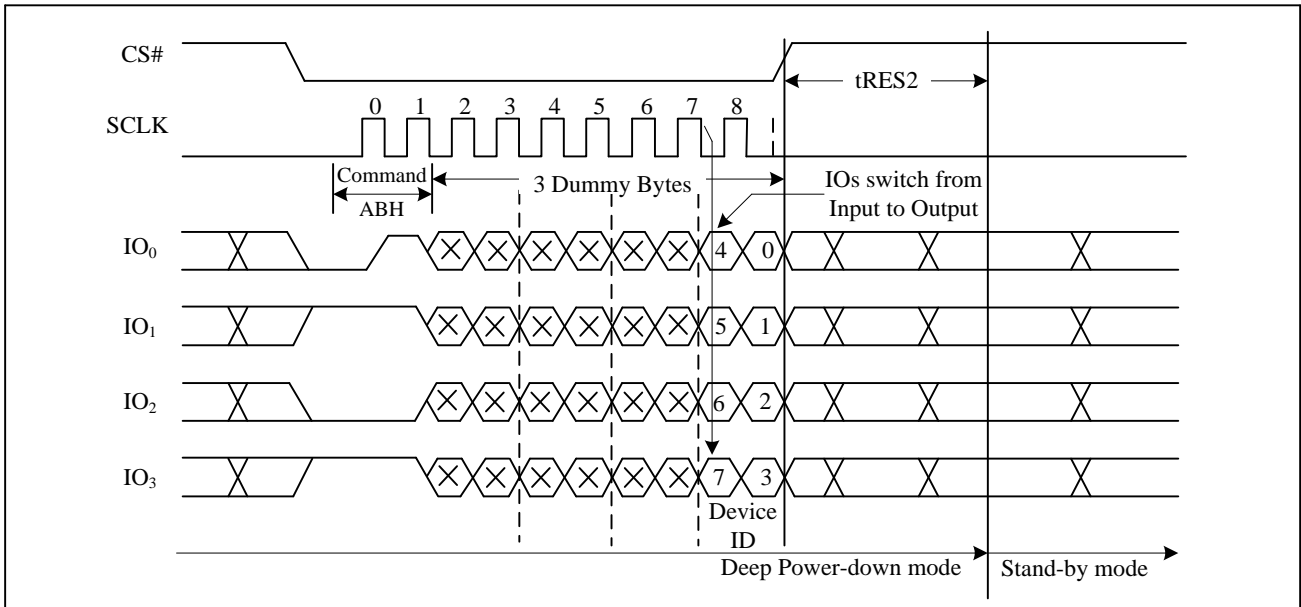 CS#
tRES2
0 1 2 3 4 5 6 7 8
SCLK
Command
ABH
3 Dummy Bytes
IOs switch from
Input to Output
IO₀
4 0
IO₁
5 1
IO₂
6 2
IO₃
7 3
Device
ID
Deep Power-down mode
Stand-by mode